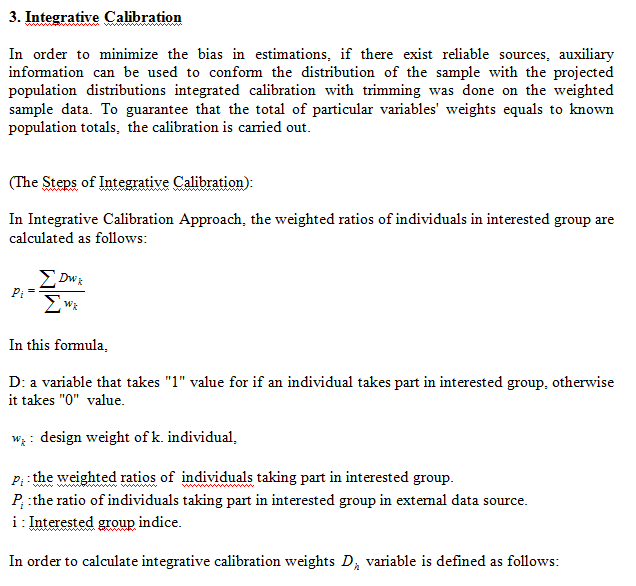 3. Integrative Calibration
In order to minimize the bias in estimations, if there exist reliable sources, auxiliary
information can be used to conform the distribution of the sample with the projected
population distributions integrated calibration with trimming was done on the weighted
sample data. To guarantee that the total of particular variables' weights equals to known
population totals, the calibration is carried out.
(The Steps of Integrative Calibration):
In Integrative Calibration Approach, the weighted ratios of individuals in interested group are
calculated as follows:
p_i = ∑ Dw_k / ∑ w_k
In this formula,
D: a variable that takes "1" value for if an individual takes part in interested group, otherwise
it takes "0" value.
w_k : design weight of k. individual,
p_i : the weighted ratios of individuals taking part in interested group.
P_i :the ratio of individuals taking part in interested group in external data source.
i : Interested group indice.
In order to calculate integrative calibration weights D_h variable is defined as follows: